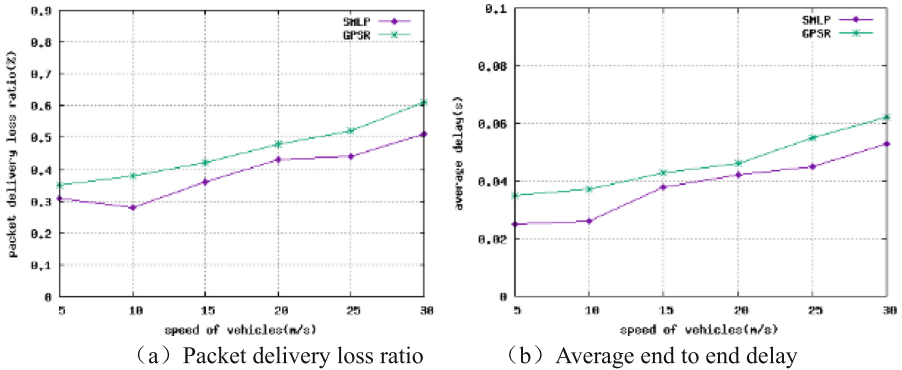 0.9
0.8
0.7
0.6
0.5
0.4
0.3
0.2
0.1
0
packet delivery loss ratio(%)
SMLP
GPSR
5 10 15 20 25 30
speed of vehicles(m/s)
(a) Packet delivery loss ratio
0.1
0.08
0.06
0.04
0.02
0
average delay(s)
SMLP
GPSR
5 10 15 20 25 30
speed of vehicles(m/s)
(b) Average end to end delay